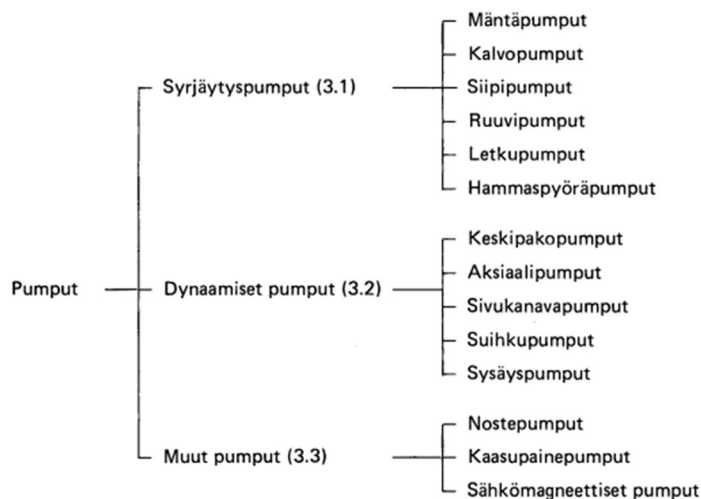 Mäntäpumput
Kalvopumput
Syrjäytyspumput (3.1)
Siipipumput
Ruuvipumput
Letkupumput
Hammaspyöräpumput
Keskipakopumput
Aksiaalipumput
Pumput
Dynaamiset pumput (3.2)
Sivukanavapumput
Suihkupumput
Sysäyspumput
Nostepumput
Muut pumput (3.3)
Kaasupainepumput
Sähkömagneettiset pumput